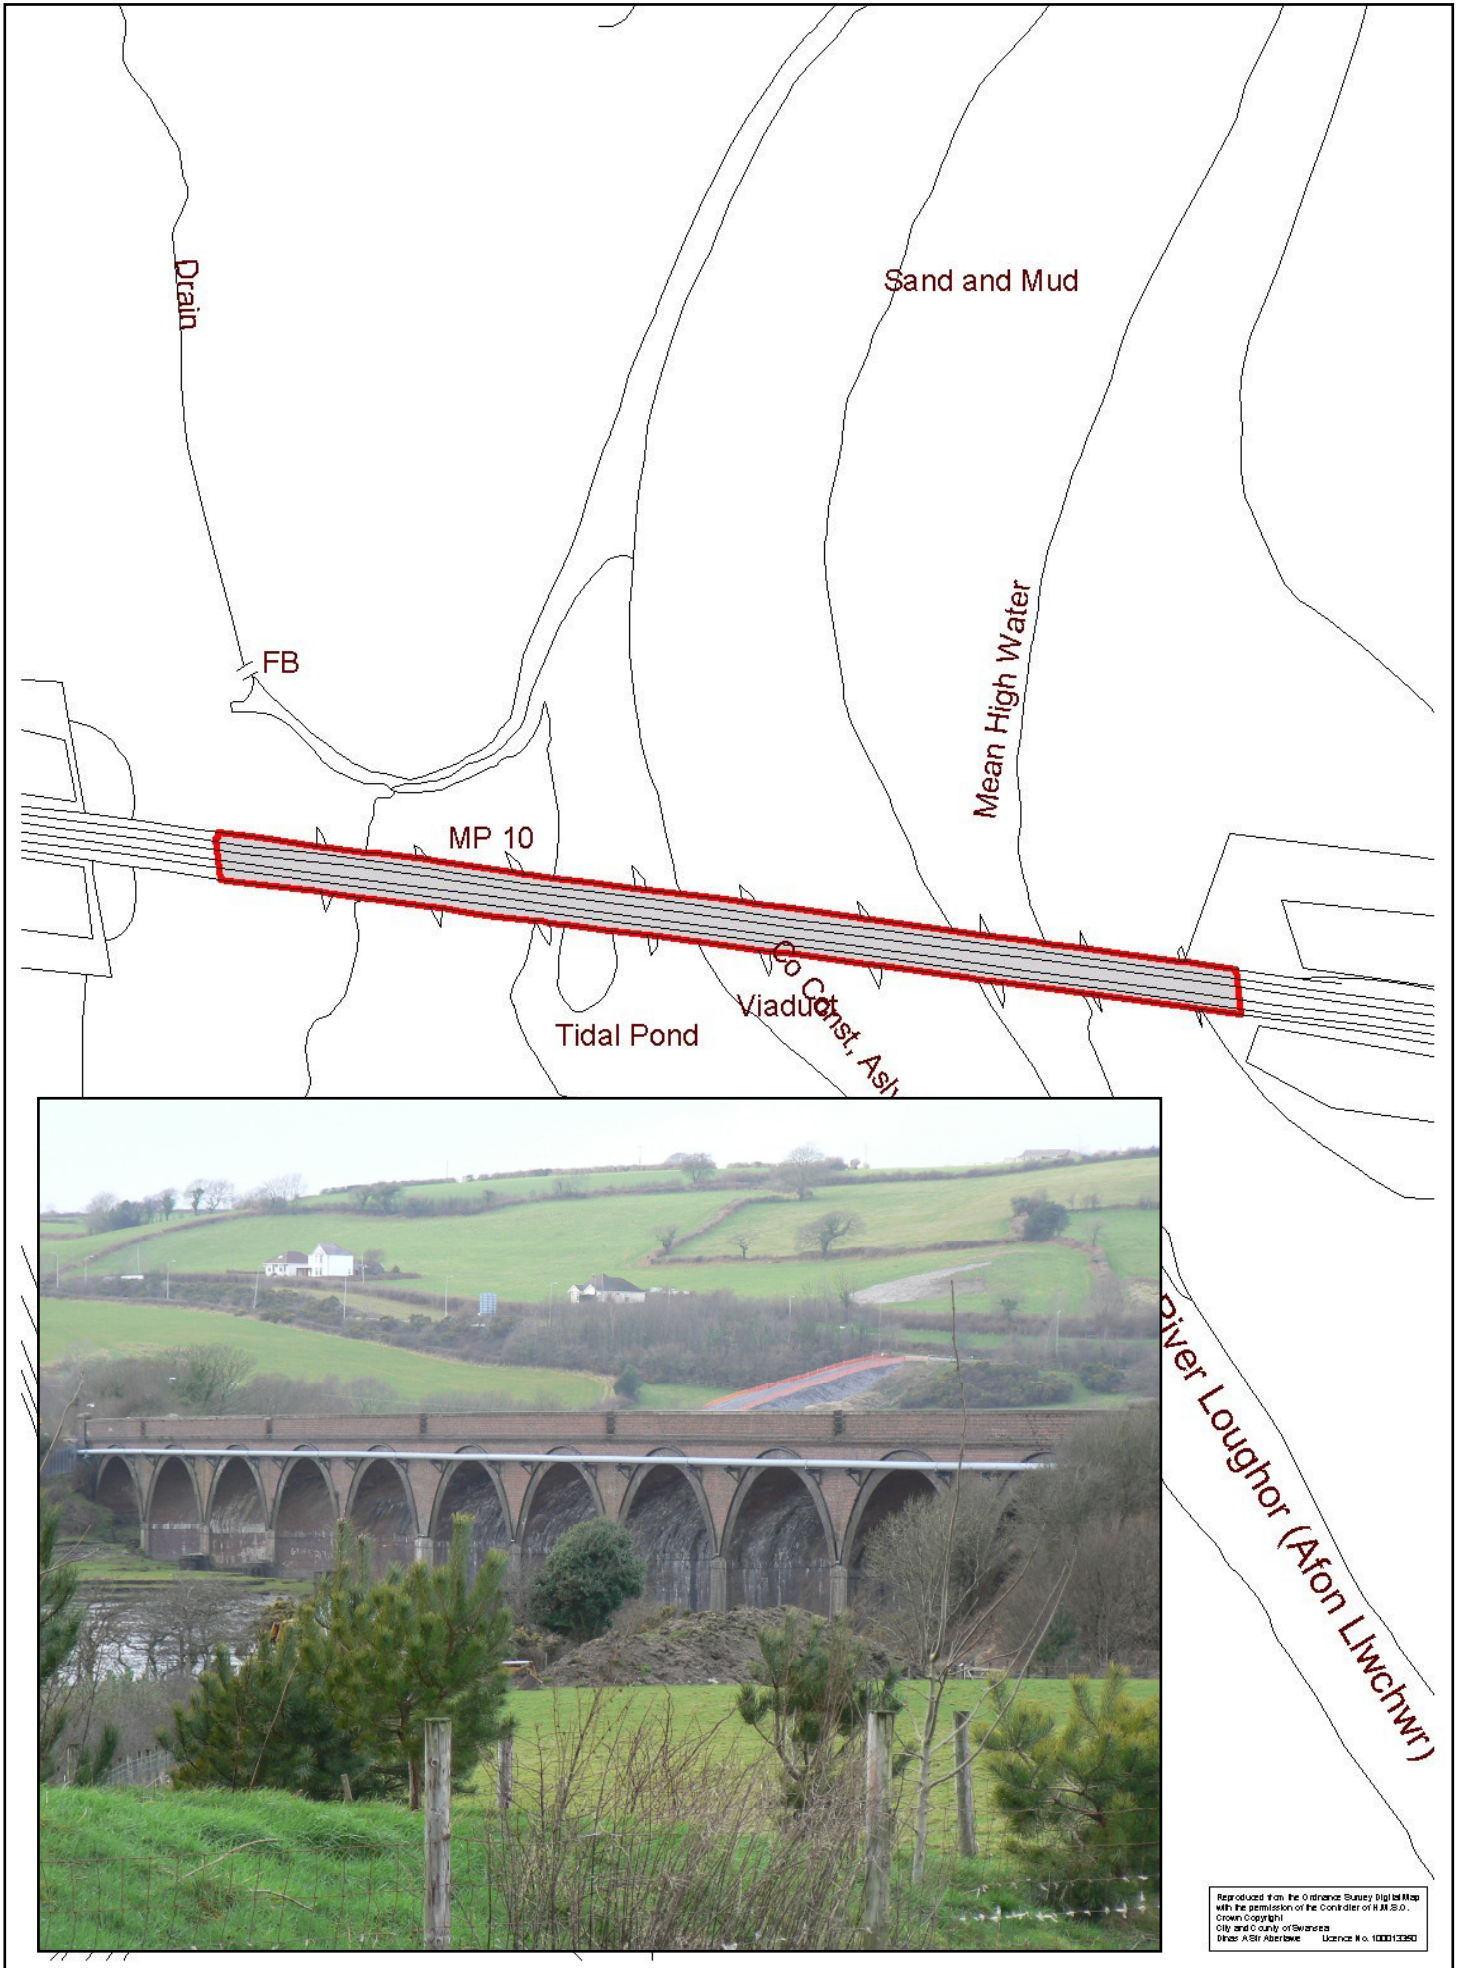 Drain
Sand and Mud
Mean High Water
FB
MP 10
Co Const, Asly
Viaduct
Tidal Pond
River Loughor (Afon Llwchwr)
Reproduced from the Ordnance Survey Digital Map
with the permission of the Controller of H.M.S.O.
Crown Copyright
City and County of Swansea
Dinas A Sir Abertawe Licence No. 100013390